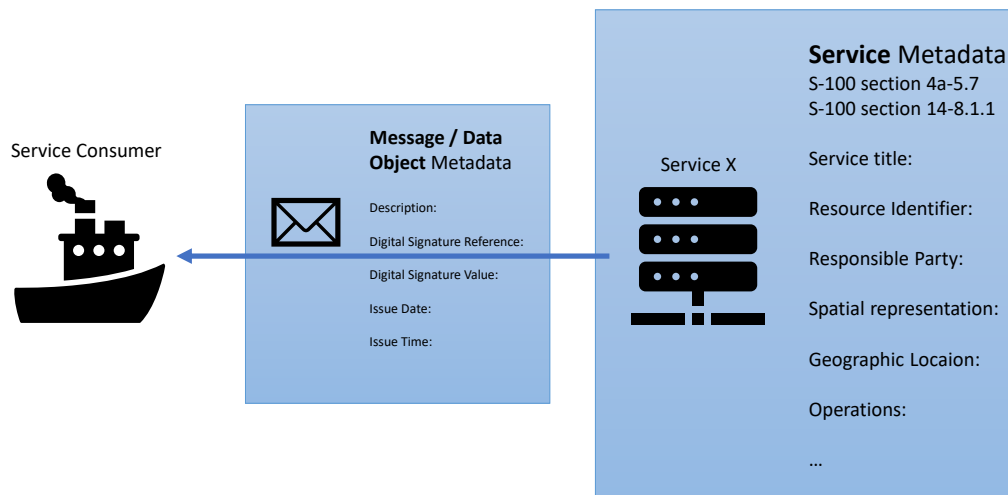 Service Consumer
Message / Data
Object Metadata
Description:
Digital Signature Reference:
Digital Signature Value:
Issue Date:
Issue Time:
Service X
Service Metadata
S-100 section 4a-5.7
S-100 section 14-8.1.1
Service title:
Resource Identifier:
Responsible Party:
Spatial representation:
Geographic Locaion:
Operations:
...